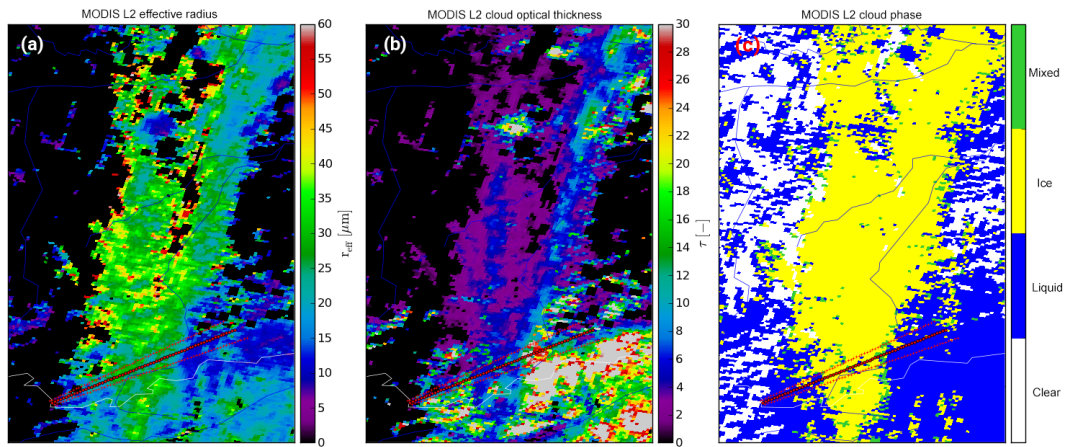 MODIS L2 effective radius
(a)
60
55
50
45
40
35
30
25
20
15
10
5
0
r_eff [μm]
MODIS L2 cloud optical thickness
(b)
30
28
26
24
22
20
18
16
14
12
10
8
6
4
2
0
τ [−]
MODIS L2 cloud phase
(c)
Mixed
Ice
Liquid
Clear